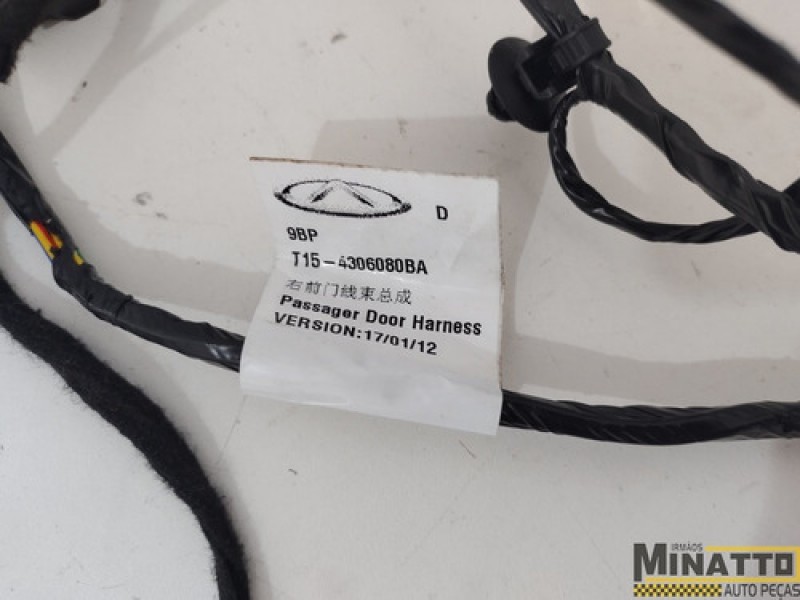 D
9BP
T15-4306080BA
右前门线束总成
Passager Door Harness
VERSION:17/01/12
IRMÃOS
MINATTO
AUTO PEÇAS